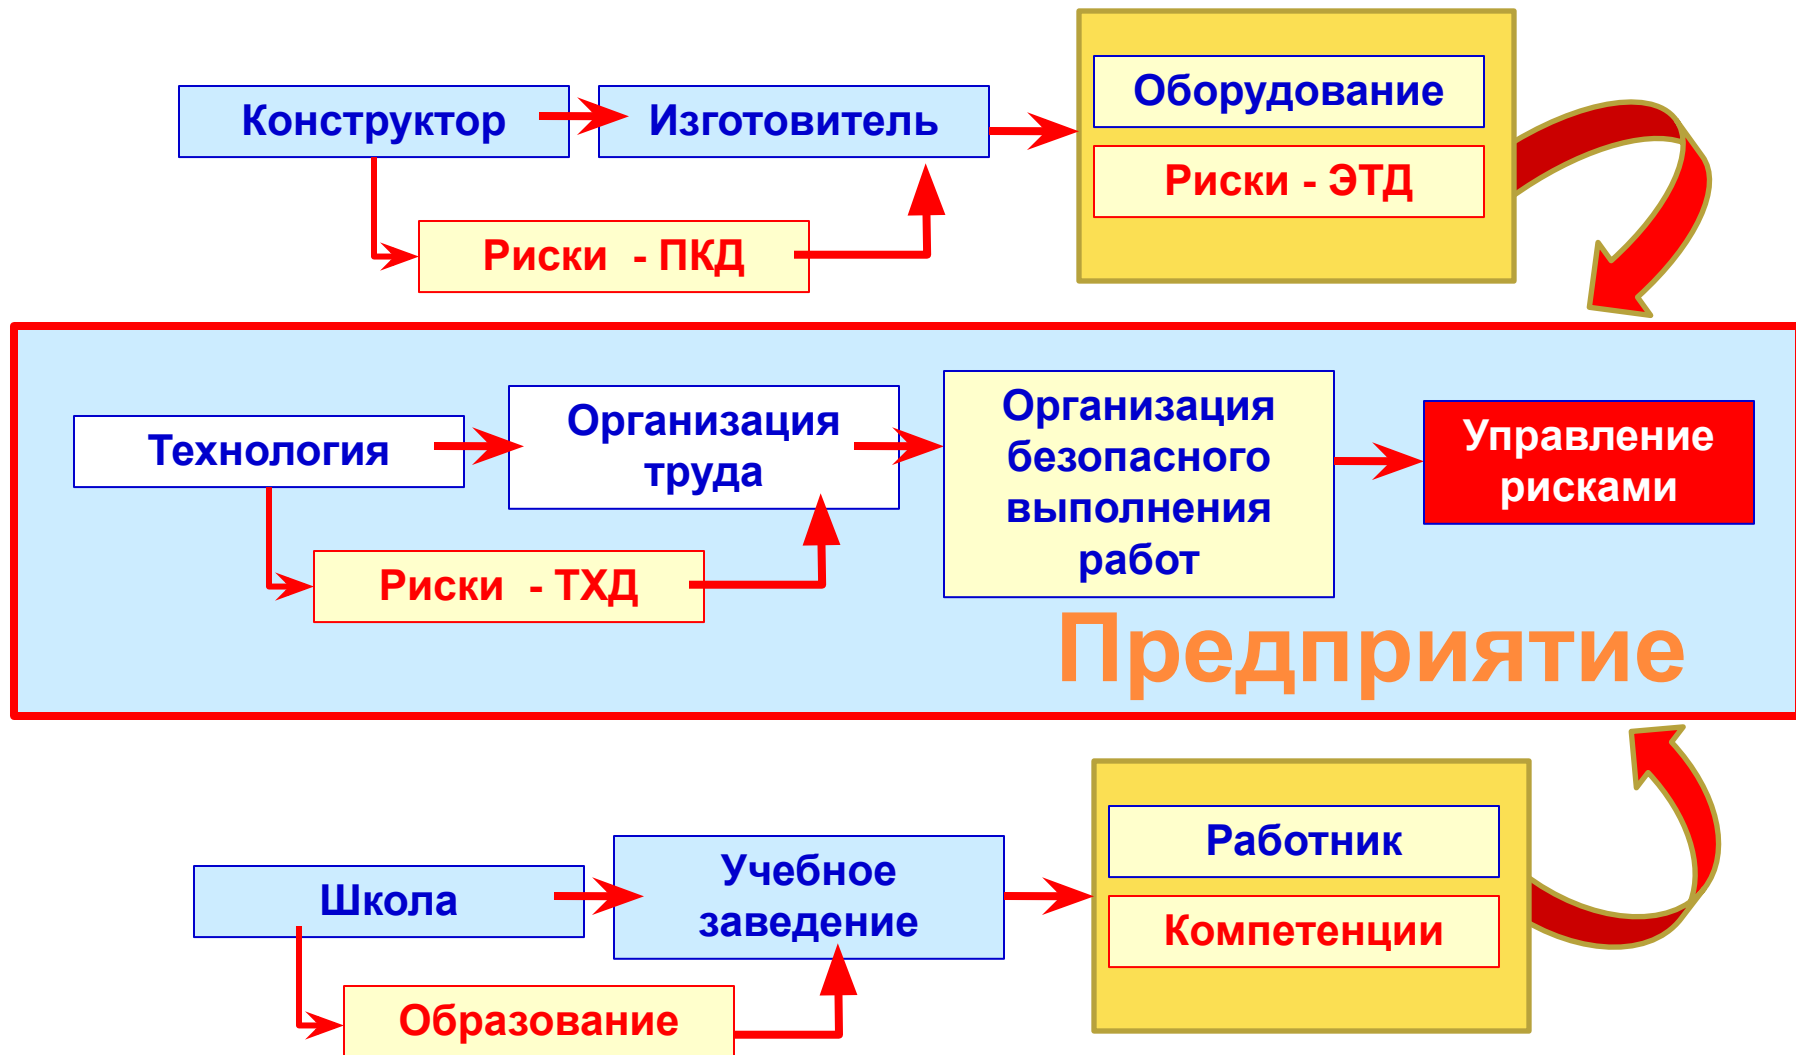 Конструктор
Изготовитель
Оборудование
Риски - ЭТД
Риски - ПКД
Технология
Организация
труда
Организация
безопасного
выполнения
работ
Управление
рисками
Риски - ТХД
Предприятие
Школа
Учебное
заведение
Работник
Компетенции
Образование